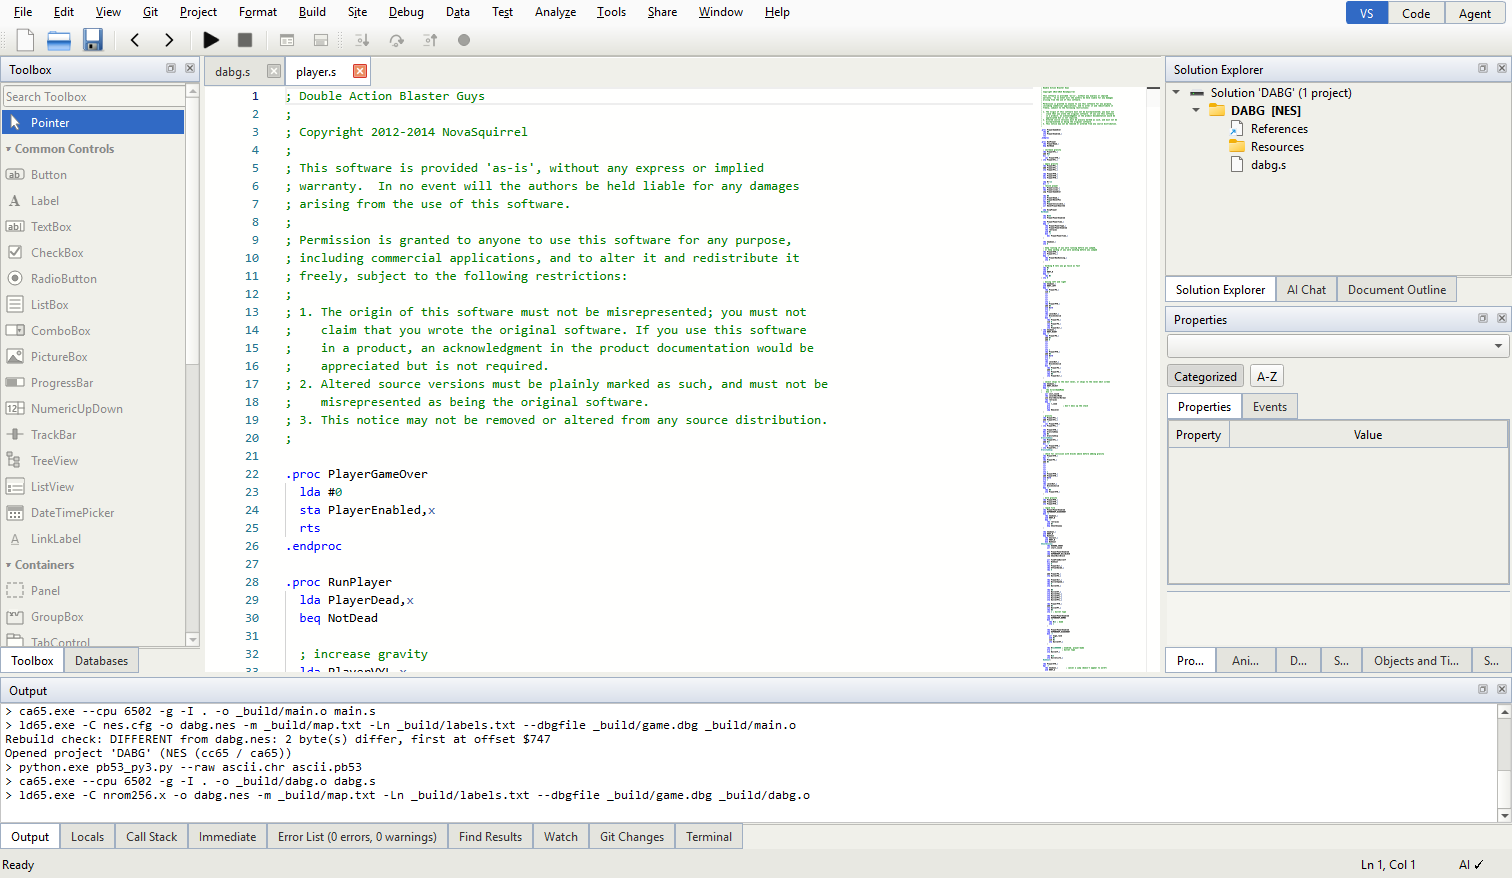 File Edit View Git Project Format Build Site Debug Data Test Analyze Tools Share Window Help
VS Code Agent
Toolbox
Search Toolbox
Pointer
Common Controls
Button
Label
TextBox
CheckBox
RadioButton
ListBox
ComboBox
PictureBox
ProgressBar
NumericUpDown
TrackBar
TreeView
ListView
DateTimePicker
LinkLabel
Containers
Panel
GroupBox
TabControl
Toolbox Databases
dabg.s player.s
1 ; Double Action Blaster Guys
2 ;
3 ; Copyright 2012-2014 NovaSquirrel
4 ;
5 ; This software is provided 'as-is', without any express or implied
6 ; warranty.  In no event will the authors be held liable for any damages
7 ; arising from the use of this software.
8 ;
9 ; Permission is granted to anyone to use this software for any purpose,
10 ; including commercial applications, and to alter it and redistribute it
11 ; freely, subject to the following restrictions:
12 ;
13 ; 1. The origin of this software must not be misrepresented; you must not
14 ;    claim that you wrote the original software. If you use this software
15 ;    in a product, an acknowledgment in the product documentation would be
16 ;    appreciated but is not required.
17 ; 2. Altered source versions must be plainly marked as such, and must not be
18 ;    misrepresented as being the original software.
19 ; 3. This notice may not be removed or altered from any source distribution.
20 ;
21
22 .proc PlayerGameOver
23   lda #0
24   sta PlayerEnabled,x
25   rts
26 .endproc
27
28 .proc RunPlayer
29   lda PlayerDead,x
30   beq NotDead
31
32   ; increase gravity
33   lda PlayerVYL,x
Solution Explorer
Solution 'DABG' (1 project)
DABG [NES]
References
Resources
dabg.s
Solution Explorer AI Chat Document Outline
Properties
Categorized A-Z
Properties Events
Property Value
Pro... Ani... D... S... Objects and Ti... S...
Output
> ca65.exe --cpu 6502 -g -I . -o _build/main.o main.s
> ld65.exe -C nes.cfg -o dabg.nes -m _build/map.txt -Ln _build/labels.txt --dbgfile _build/game.dbg _build/main.o
Rebuild check: DIFFERENT from dabg.nes: 2 byte(s) differ, first at offset $747
Opened project 'DABG' (NES (cc65 / ca65))
> python.exe pb53_py3.py --raw ascii.chr ascii.pb53
> ca65.exe --cpu 6502 -g -I . -o _build/dabg.o dabg.s
> ld65.exe -C nrom256.x -o dabg.nes -m _build/map.txt -Ln _build/labels.txt --dbgfile _build/game.dbg _build/dabg.o
Output Locals Call Stack Immediate Error List (0 errors, 0 warnings) Find Results Watch Git Changes Terminal
Ready Ln 1, Col 1 AI ✓